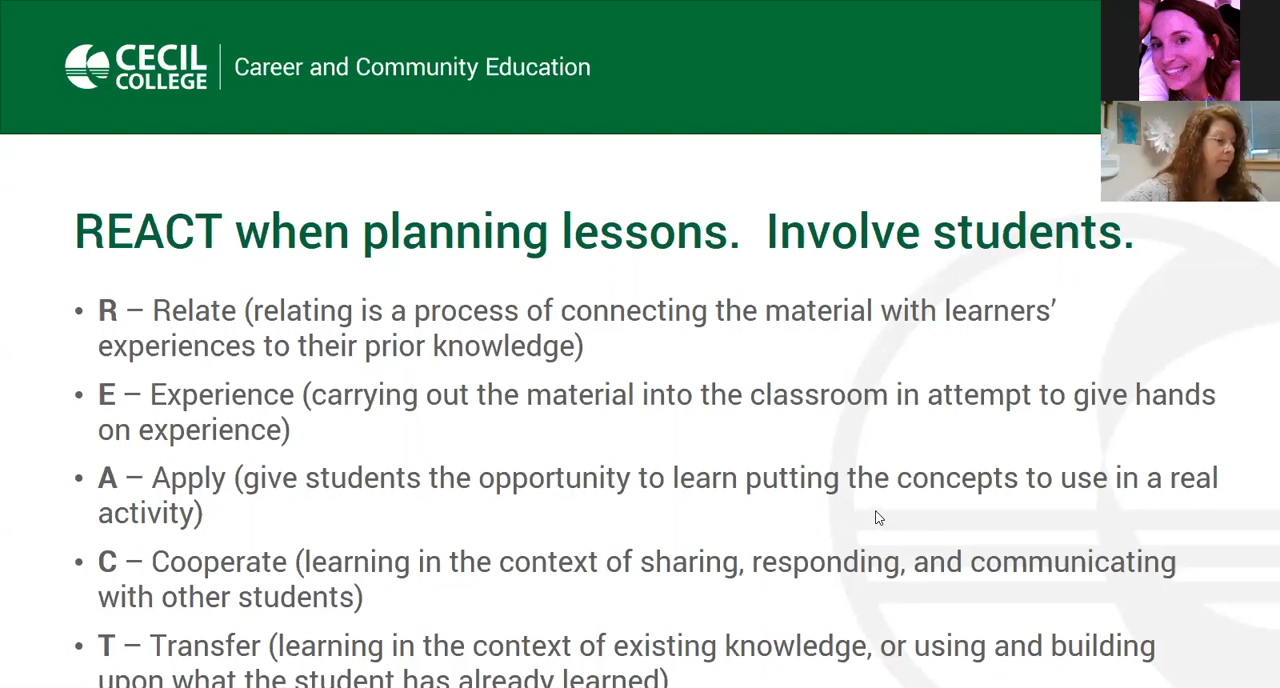 CECIL
COLLEGE
Career and Community Education
REACT when planning lessons.  Involve students.
• R – Relate (relating is a process of connecting the material with learners’
experiences to their prior knowledge)
• E – Experience (carrying out the material into the classroom in attempt to give hands
on experience)
• A – Apply (give students the opportunity to learn putting the concepts to use in a real
activity)
• C – Cooperate (learning in the context of sharing, responding, and communicating
with other students)
• T – Transfer (learning in the context of existing knowledge, or using and building
upon what the student has already learned)